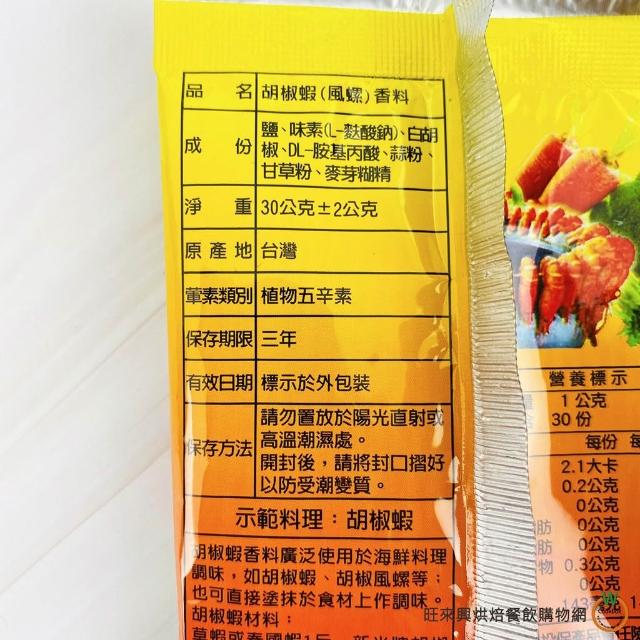 品名 胡椒蝦(風螺)香料
成份 鹽、味素(L-麩酸鈉)、白胡
椒、DL-胺基丙酸、蒜粉、
甘草粉、麥芽糊精
淨重 30公克±2公克
原產地 台灣
葷素類別 植物五辛素
保存期限 三年
有效日期 標示於外包裝
保存方法 請勿置放於陽光直射或
高溫潮濕處。
開封後，請將封口摺好
以防受潮變質。
示範料理：胡椒蝦
胡椒蝦香料廣泛使用於海鮮料理
調味，如胡椒蝦、胡椒風螺等；
也可直接塗抹於食材上作調味。
胡椒蝦材料：
營養標示
1公克
30份
每份
2.1大卡
0.2公克
0公克
肪 0公克
肪 0公克
物 0.3公克
0公克
旺來興烘焙餐飲購物網